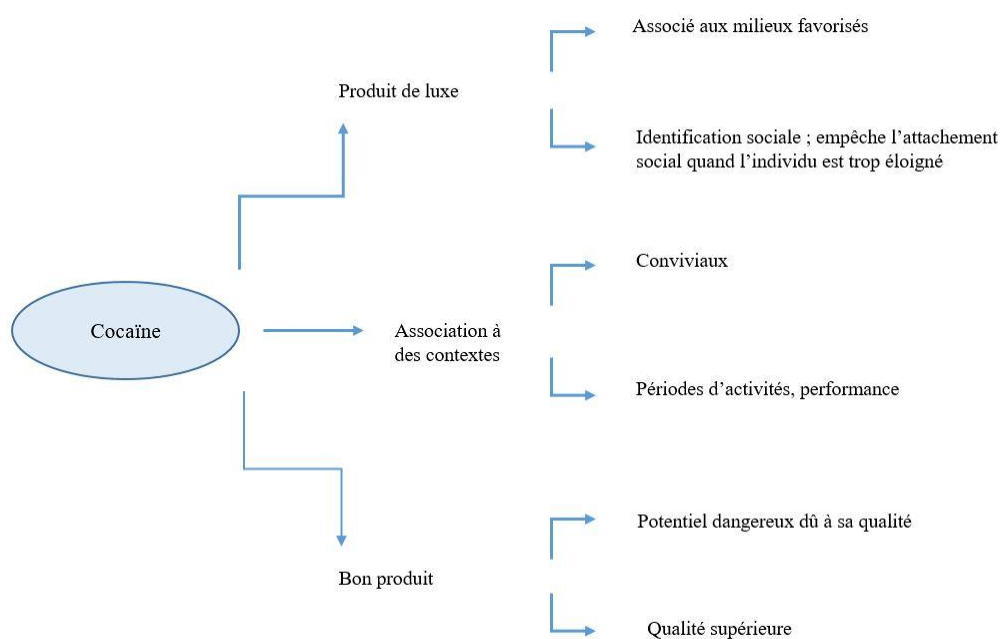 Associé aux milieux favorisés
Produit de luxe
Identification sociale ; empêche l’attachement
social quand l’individu est trop éloigné
Conviviaux
Cocaïne
Association à
des contextes
Périodes d’activités, performance
Potentiel dangereux dû à sa qualité
Bon produit
Qualité supérieure